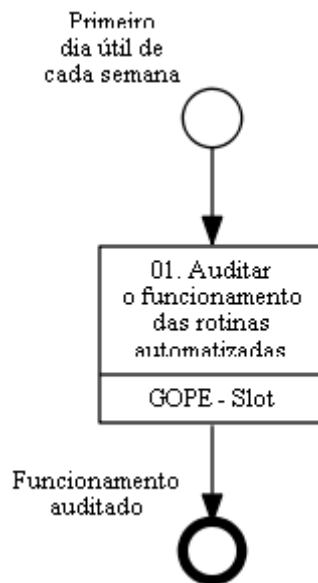 Primeiro
dia útil de
cada semana
01. Auditar
o funcionamento
das rotinas
automatizadas
GOPE - Slot
Funcionamento
auditado